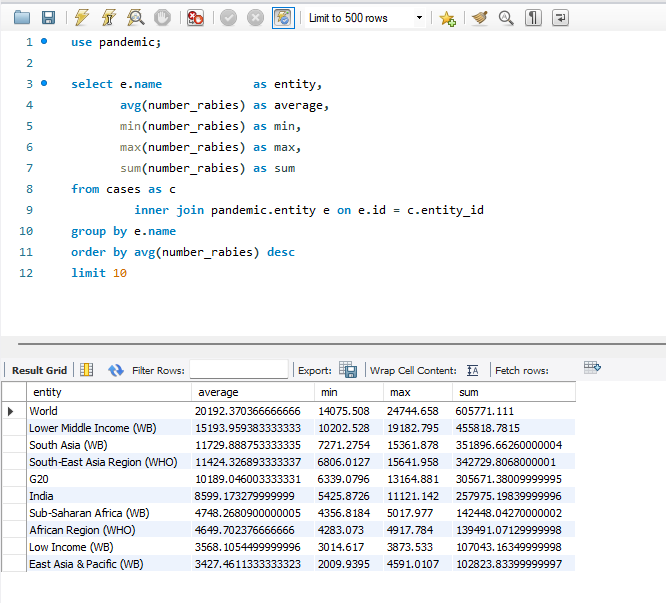 Limit to 500 rows
1 use pandemic;
2
3 select e.name as entity,
4 avg(number_rabies) as average,
5 min(number_rabies) as min,
6 max(number_rabies) as max,
7 sum(number_rabies) as sum
8 from cases as c
9 inner join pandemic.entity e on e.id = c.entity_id
10 group by e.name
11 order by avg(number_rabies) desc
12 limit 10
Result Grid Filter Rows: Export: Wrap Cell Content: IA Fetch rows:
entity average min max sum
World 20192.370366666666 14075.508 24744.658 605771.111
Lower Middle Income (WB) 15193.959383333333 10202.528 19182.795 455818.7815
South Asia (WB) 11729.888753333335 7271.2754 15361.878 351896.66260000004
South-East Asia Region (WHO) 11424.326893333337 6806.0127 15641.958 342729.8068000001
G20 10189.046003333331 6339.0796 13164.881 305671.38009999995
India 8599.173279999999 5425.8726 11121.142 257975.19839999996
Sub-Saharan Africa (WB) 4748.2680900000005 4356.8184 5017.977 142448.04270000002
African Region (WHO) 4649.702376666666 4283.073 4917.784 139491.07129999998
Low Income (WB) 3568.1054499999996 3014.617 3873.533 107043.16349999998
East Asia & Pacific (WB) 3427.4611333333323 2009.9395 4591.0107 102823.83399999997